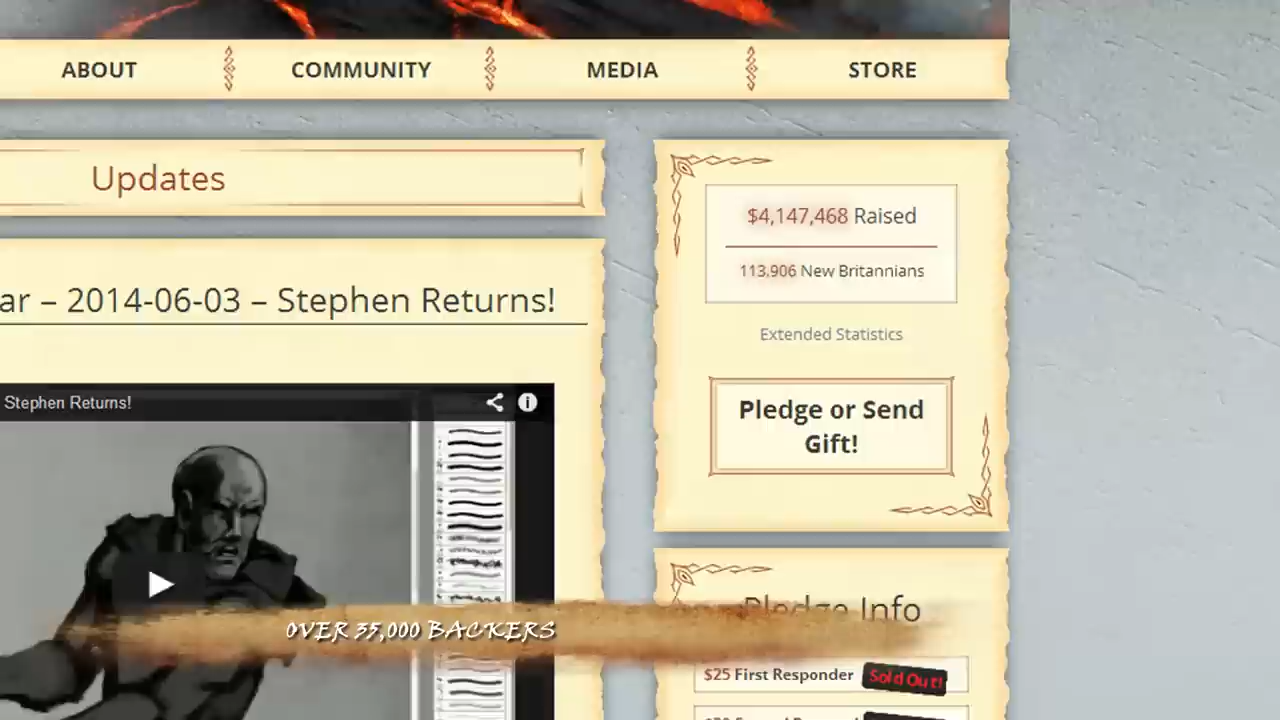 ABOUT
COMMUNITY
MEDIA
STORE
Updates
ar – 2014-06-03 – Stephen Returns!
Stephen Returns!
$4,147,468 Raised
113,906 New Britannians
Extended Statistics
Pledge or Send
Gift!
Pledge Info
OVER 35,000 BACKERS
$25 First Responder Sold Out!